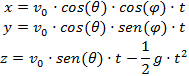 x = v₀ · cos(θ) · cos(φ) · t
y = v₀ · cos(θ) · sen(φ) · t
z = v₀ · sen(θ) · t − 1/2 g · t²